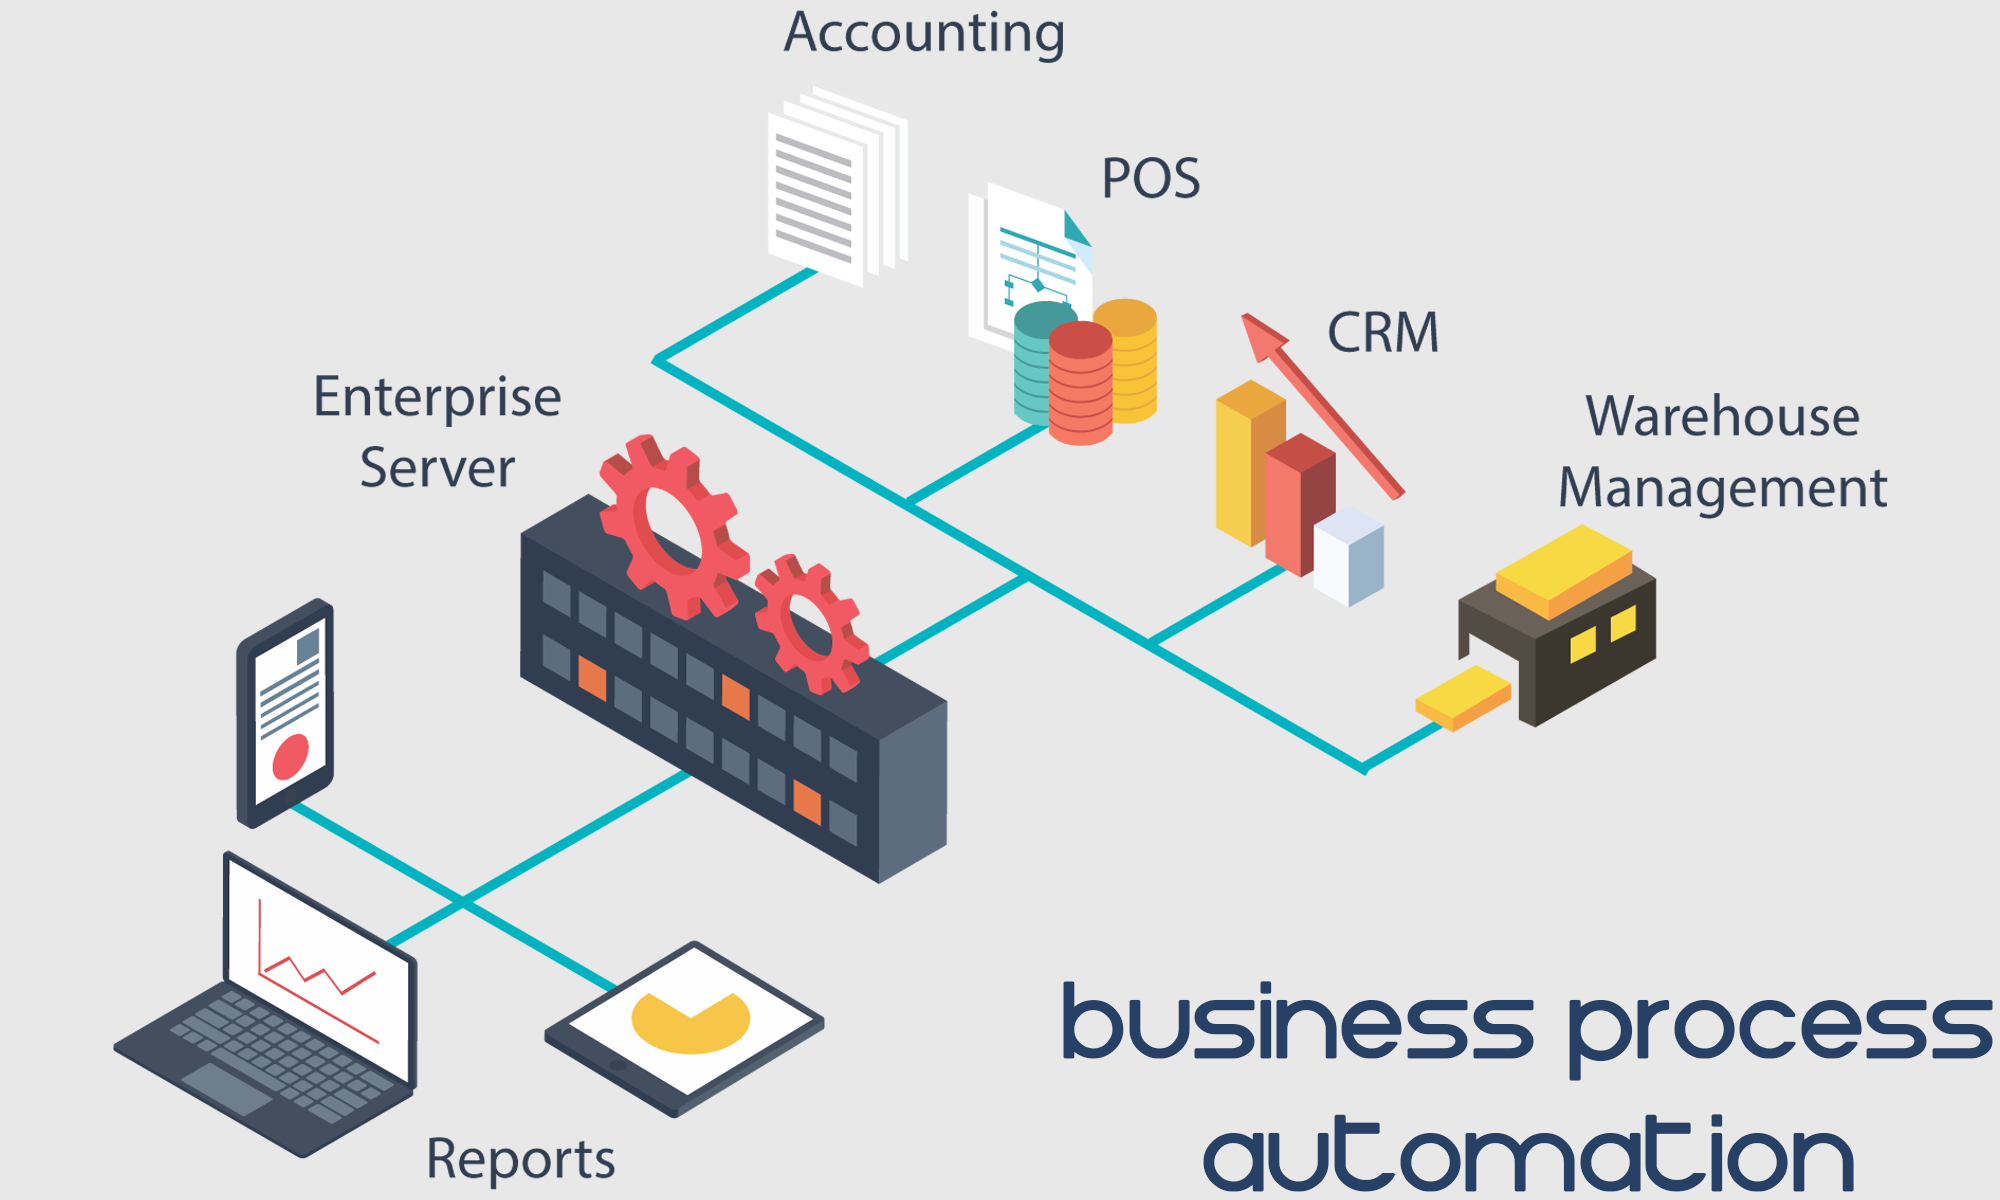 Accounting
POS
CRM
Enterprise
Server
Warehouse
Management
business process
automation
Reports